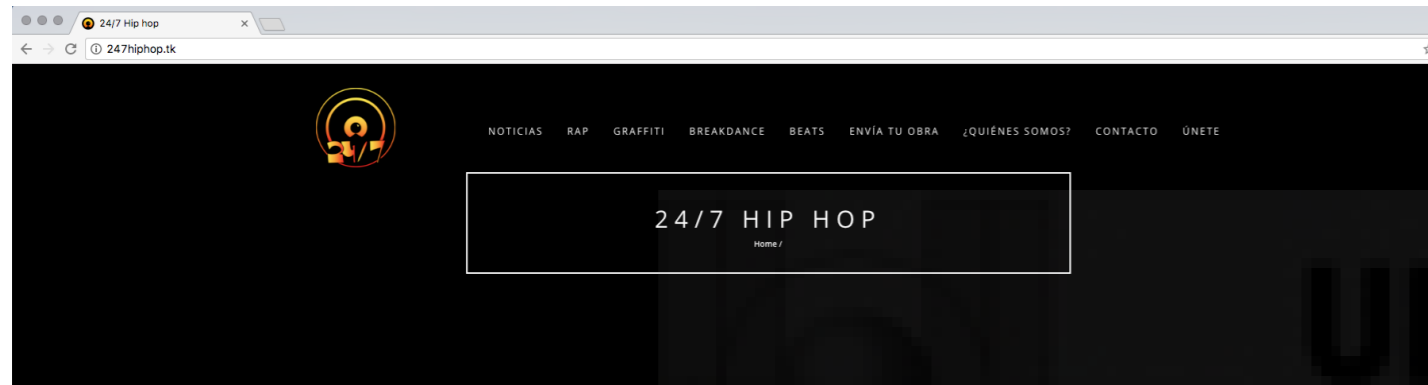 24/7 Hip hop
247hiphop.tk
24/7
NOTICIAS RAP GRAFFITI BREAKDANCE BEATS ENVÍA TU OBRA ¿QUIÉNES SOMOS? CONTACTO ÚNETE
24/7 HIP HOP
Home /